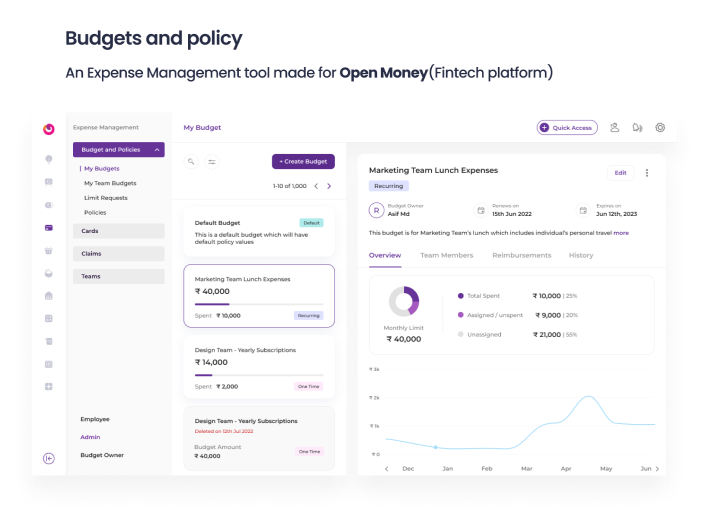 Budgets and policy
An Expense Management tool made for Open Money(Fintech platform)
Expense Management
Budget and Policies
My Budgets
My Team Budgets
Limit Requests
Policies
Cards
Claims
Teams
Employee
Admin
Budget Owner
My Budget
+ Create Budget
1-10 of 1,000
Default Budget
Default
This is a default budget which will have
default policy values
Marketing Team Lunch Expenses
₹ 40,000
Spent ₹ 10,000
Recurring
Design Team - Yearly Subscriptions
₹ 14,000
Spent ₹ 2,000
One Time
Design Team - Yearly Subscriptions
Deleted on 12th Jul 2022
Budget Amount
₹ 40,000
One Time
Quick Access
Marketing Team Lunch Expenses
Edit
Recurring
R
Budget Owner
Asif Md
Renews on
15th Jun 2022
Expires on
Jun 12th, 2023
This budget is for Marketing Team's lunch which includes individual's personal travel more
Overview Team Members Reimbursements History
Monthly Limit
₹ 40,000
Total Spent ₹ 10,000 | 25%
Assigned / unspent ₹ 9,000 | 20%
Unassigned ₹ 21,000 | 55%
₹ 3k
₹ 2k
₹ 1k
₹ 0
Dec Jan Feb Mar Apr May Jun